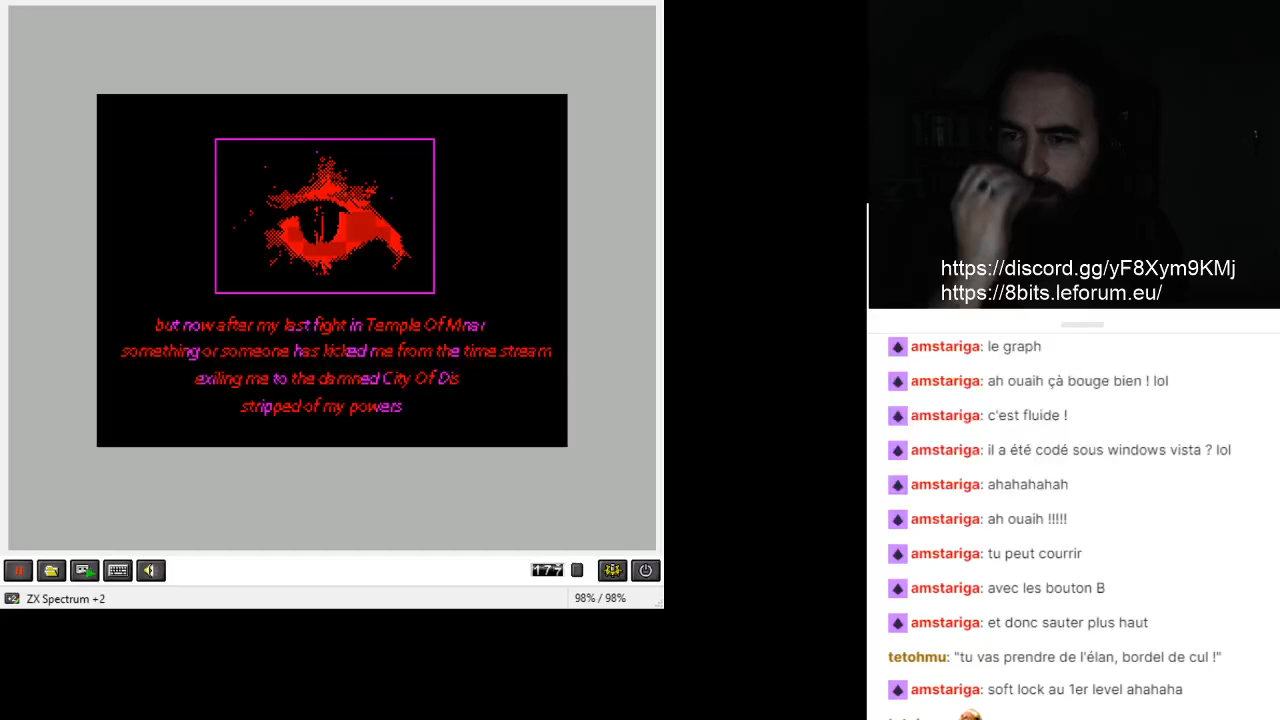 but now after my last fight in Temple Of Mnar
something or someone has kicked me from the time stream
exiling me to the damned City Of Dis
stripped of my powers
177
ZX Spectrum +2
98% / 98%
https://discord.gg/yF8Xym9KMj
https://8bits.leforum.eu/
amstariga: le graph
amstariga: ah ouaih çà bouge bien ! lol
amstariga: c'est fluide !
amstariga: il a été codé sous windows vista ? lol
amstariga: ahahahahah
amstariga: ah ouaih !!!!!
amstariga: tu peut courrir
amstariga: avec les bouton B
amstariga: et donc sauter plus haut
tetohmu: "tu vas prendre de l'élan, bordel de cul !"
amstariga: soft lock au 1er level ahahaha